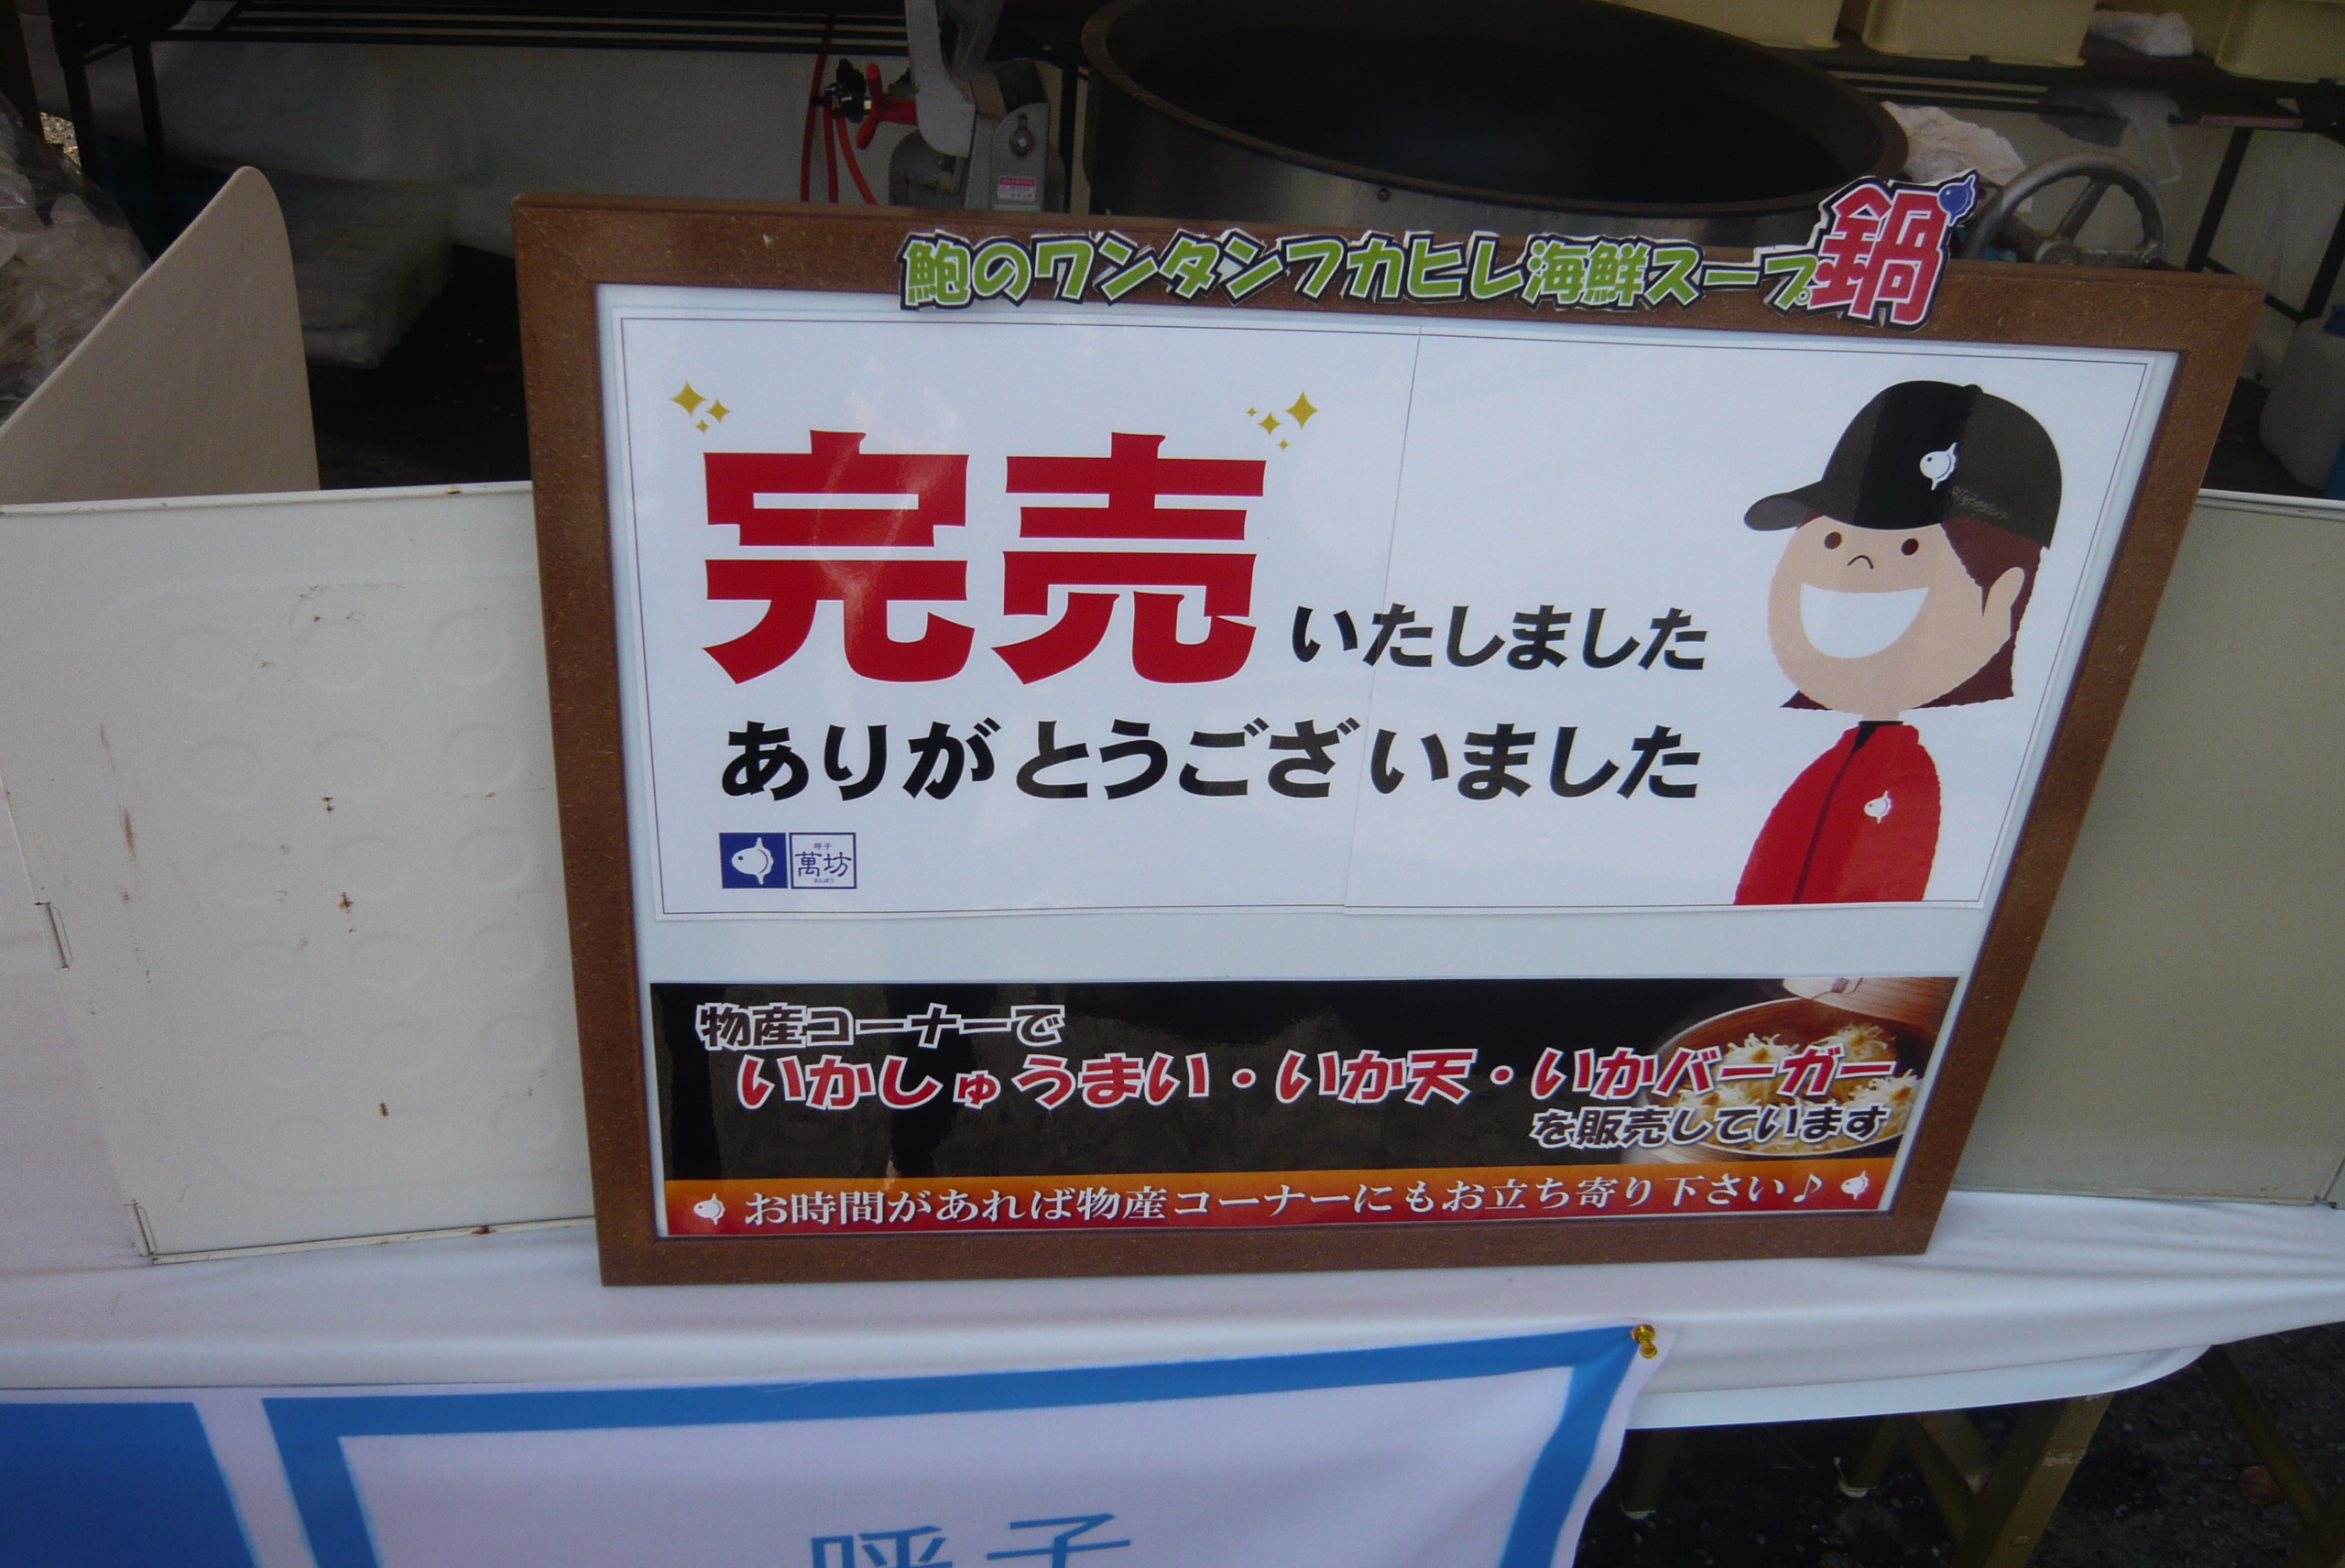 鮑のワンタンフカヒレ海鮮スープ鍋
完売いたしました
ありがとうございました
呼子
萬坊
まんぼう
物産コーナーで
いかしゅうまい・いか天・いかバーガー
を販売しています
お時間があれば物産コーナーにもお立ち寄り下さい♪
呼子